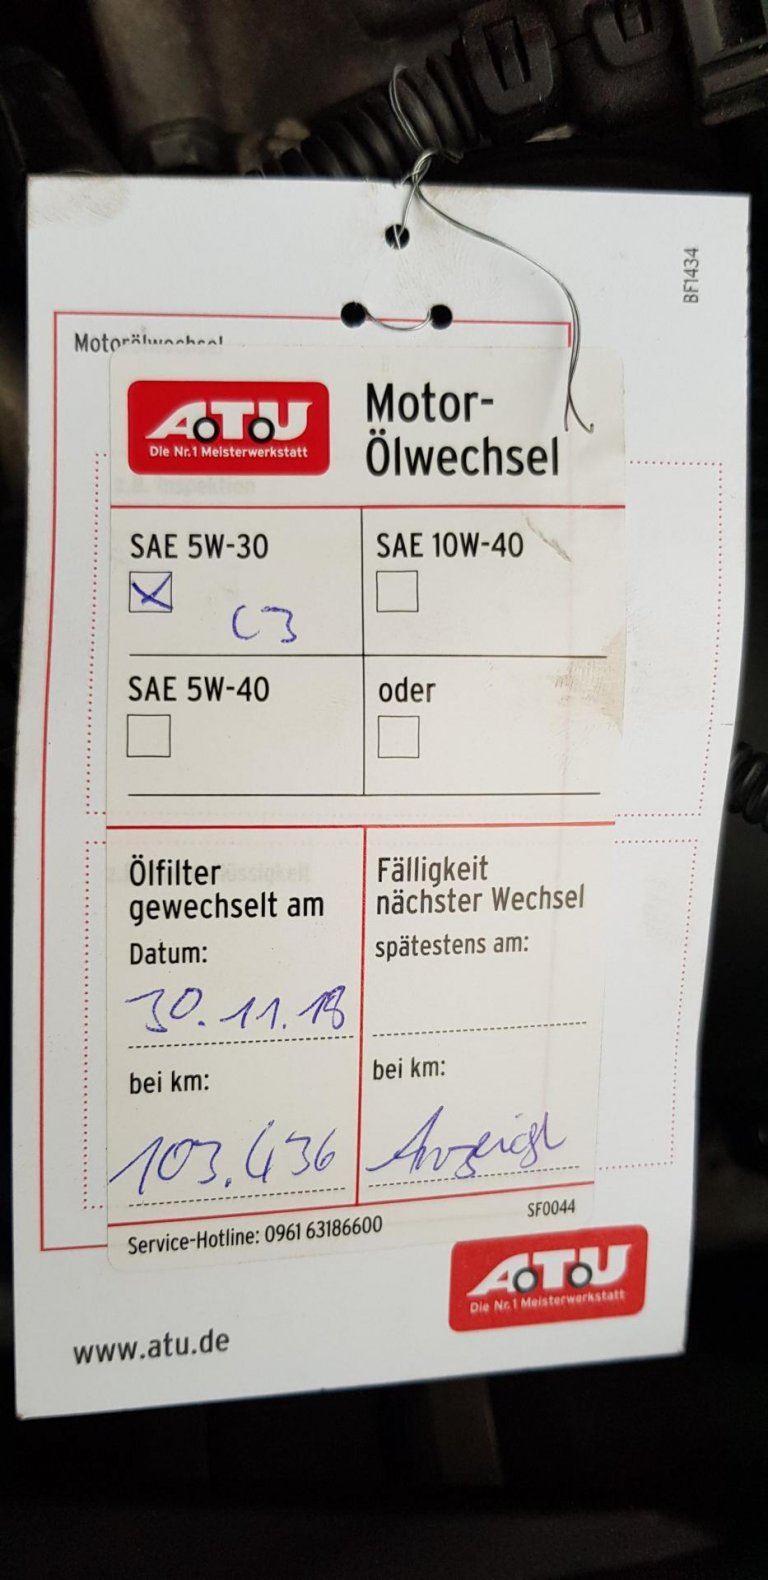 BF1434
Motorölwechsel
ATU
Die Nr.1 Meisterwerkstatt
Motor-
Ölwechsel
z.B. Inspektion
SAE 5W-30
SAE 10W-40
C3
SAE 5W-40
oder
Ölfilter
gewechselt am
Datum:
30.11.18
bei km:
103.436
Fälligkeit
nächster Wechsel
spätestens am:
bei km:
Anzeige
SF0044
Service-Hotline: 0961 63186600
ATU
Die Nr.1 Meisterwerkstatt
www.atu.de